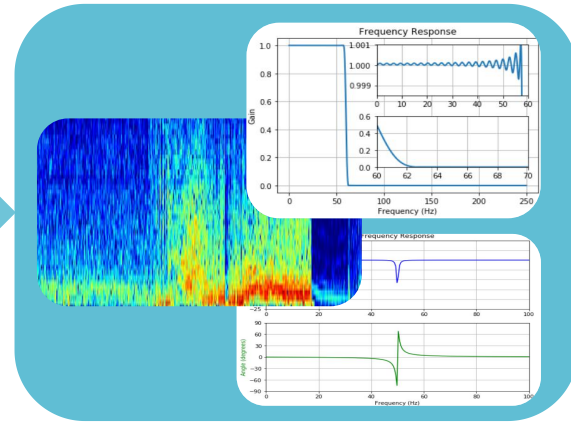 Frequency Response
1.0
0.8
0.6
0.4
0.2
0.0
Gain
1.001
1.000
0.999
0 10 20 30 40 50 60
0.6
0.4
0.2
0.0
60 62 64 66 68 70
0 50 100 150 200 250
Frequency (Hz)
Frequency Response
−25
0 20 40 60 80 100
90
60
30
0
−30
−60
−90
Angle (degrees)
0 20 40 60 80 100
Frequency (Hz)